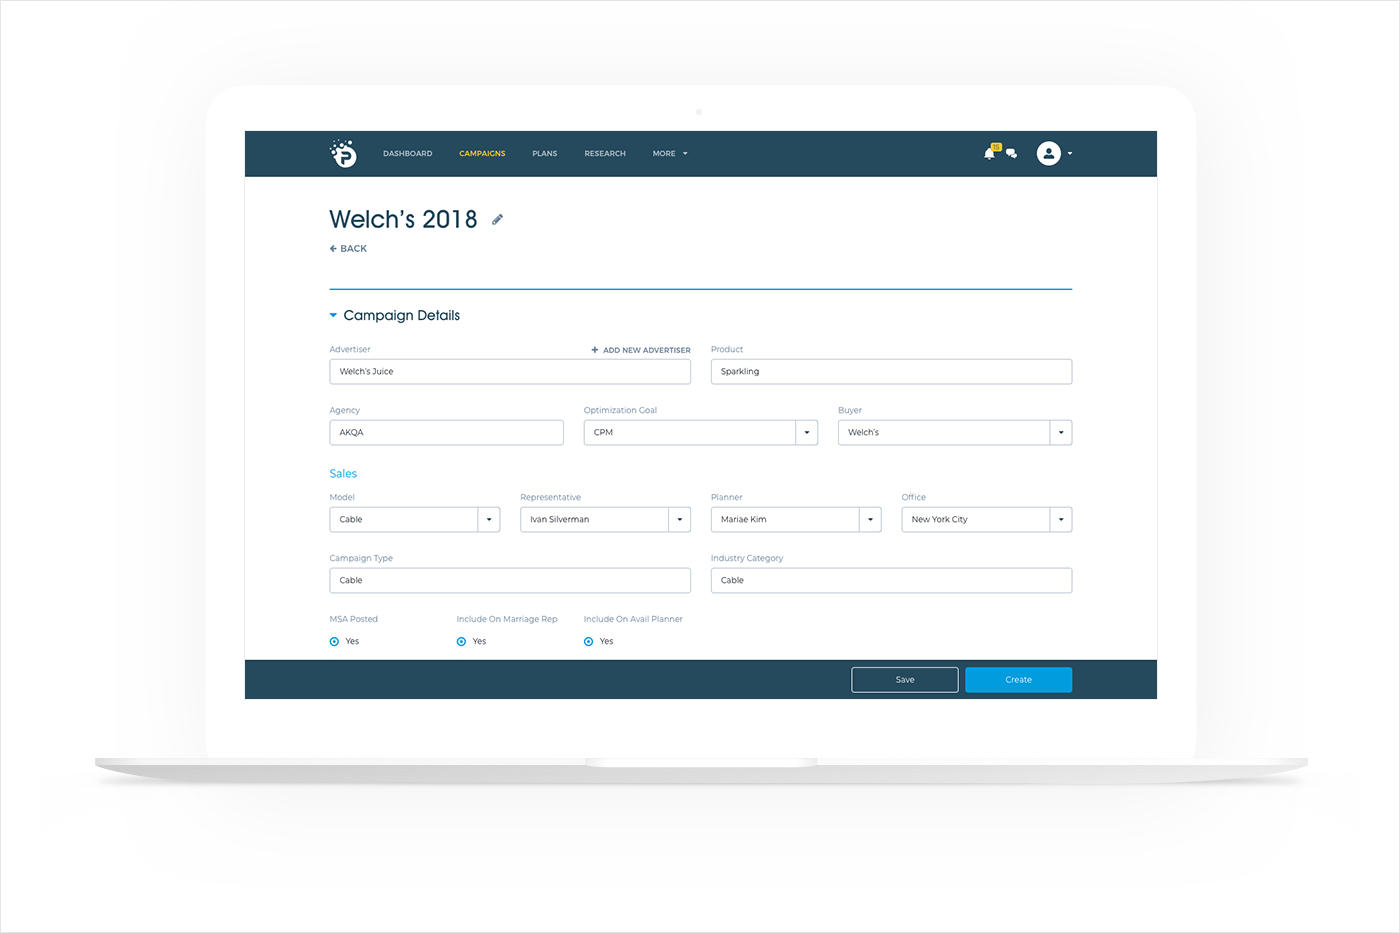 DASHBOARD CAMPAIGNS PLANS RESEARCH MORE 15
Welch's 2018
BACK
Campaign Details
Advertiser + ADD NEW ADVERTISER Product
Welch's Juice Sparkling
Agency Optimization Goal Buyer
AKQA CPM Welch's
Sales
Model Representative Planner Office
Cable Ivan Silverman Mariae Kim New York City
Campaign Type Industry Category
Cable Cable
MSA Posted Include On Marriage Rep Include On Avail Planner
Yes Yes Yes
Save Create